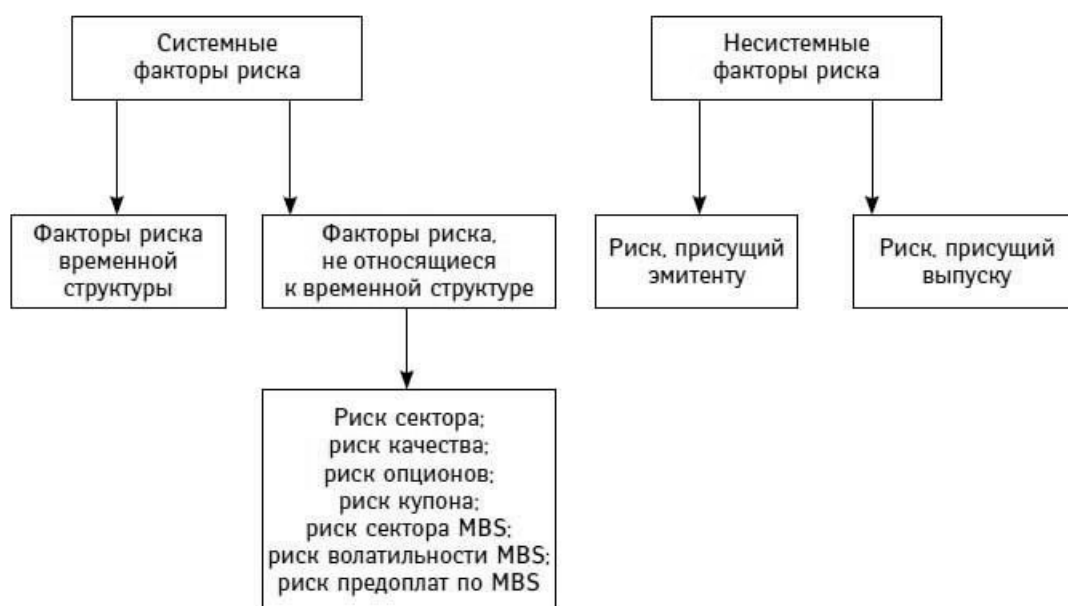 Системные
факторы риска
Несистемные
факторы риска
Факторы риска
временной
структуры
Факторы риска,
не относящиеся
к временной структуре
Риск, присущий
эмитенту
Риск, присущий
выпуску
Риск сектора;
риск качества;
риск опционов;
риск купона;
риск сектора MBS;
риск волатильности MBS;
риск предоплат по MBS